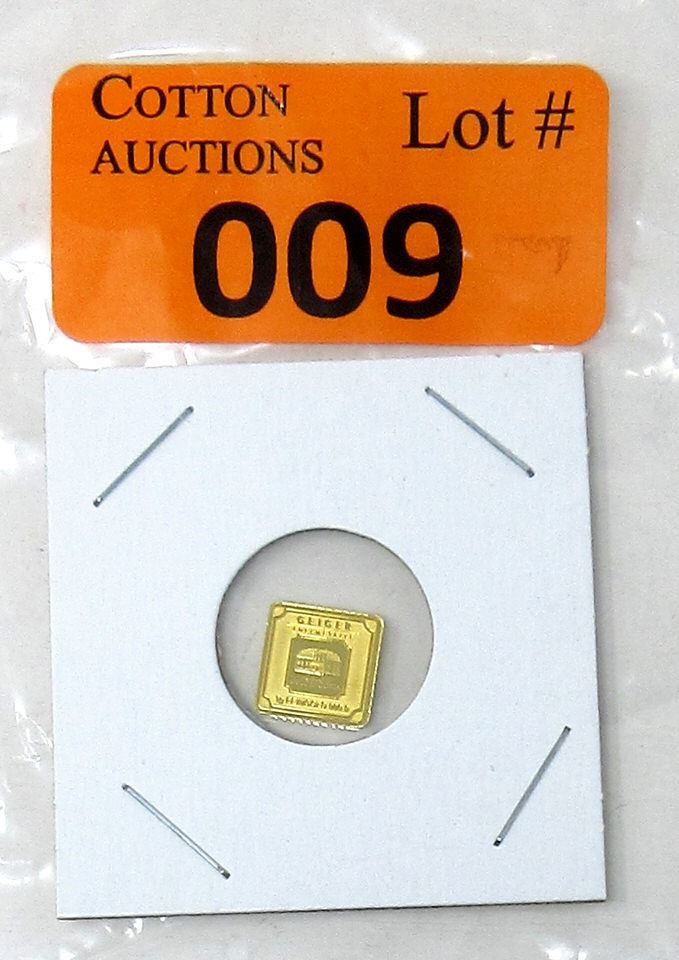 COTTON
AUCTIONS
Lot #
009
GEIGER